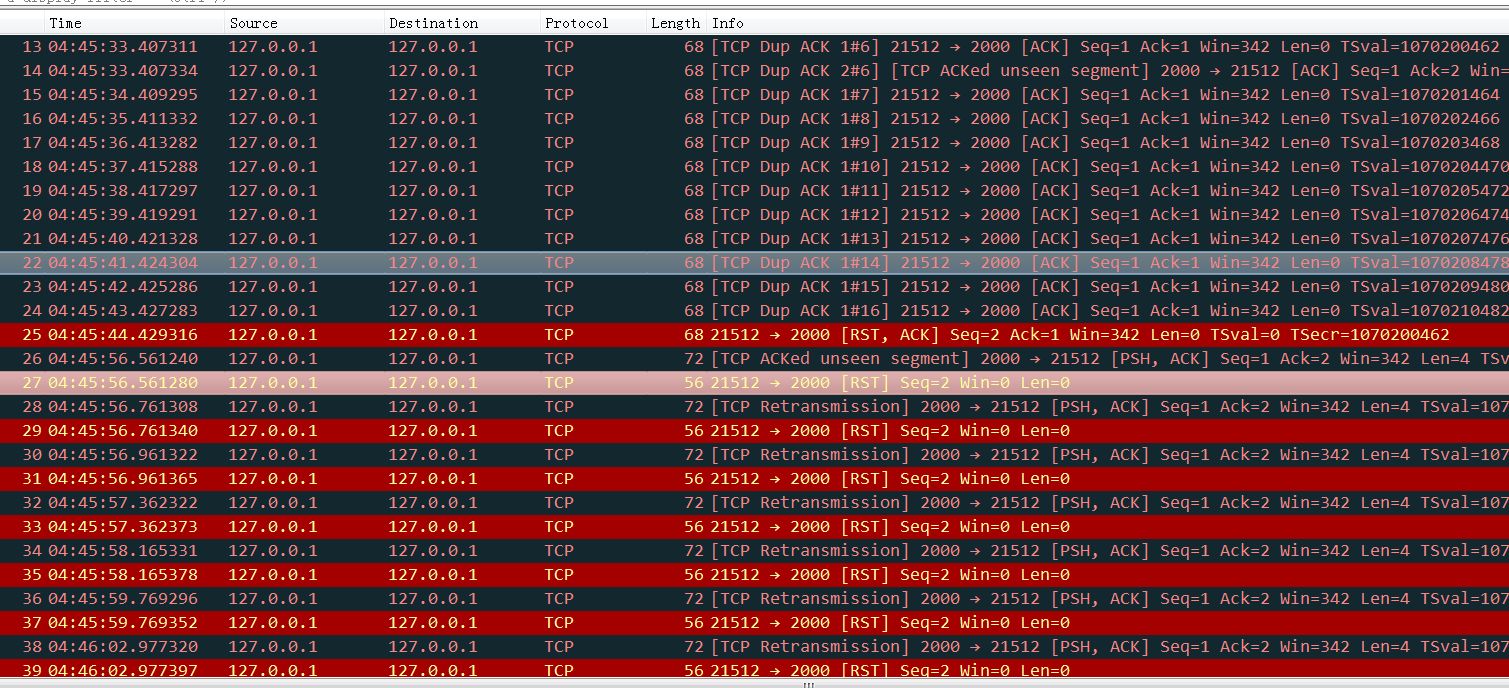 Time Source Destination Protocol Length Info
13 04:45:33.407311 127.0.0.1 127.0.0.1 TCP 68 [TCP Dup ACK 1#6] 21512 → 2000 [ACK] Seq=1 Ack=1 Win=342 Len=0 TSval=1070200462
14 04:45:33.407334 127.0.0.1 127.0.0.1 TCP 68 [TCP Dup ACK 2#6] [TCP ACKed unseen segment] 2000 → 21512 [ACK] Seq=1 Ack=2 Win=
15 04:45:34.409295 127.0.0.1 127.0.0.1 TCP 68 [TCP Dup ACK 1#7] 21512 → 2000 [ACK] Seq=1 Ack=1 Win=342 Len=0 TSval=1070201464
16 04:45:35.411332 127.0.0.1 127.0.0.1 TCP 68 [TCP Dup ACK 1#8] 21512 → 2000 [ACK] Seq=1 Ack=1 Win=342 Len=0 TSval=1070202466
17 04:45:36.413282 127.0.0.1 127.0.0.1 TCP 68 [TCP Dup ACK 1#9] 21512 → 2000 [ACK] Seq=1 Ack=1 Win=342 Len=0 TSval=1070203468
18 04:45:37.415288 127.0.0.1 127.0.0.1 TCP 68 [TCP Dup ACK 1#10] 21512 → 2000 [ACK] Seq=1 Ack=1 Win=342 Len=0 TSval=1070204470
19 04:45:38.417297 127.0.0.1 127.0.0.1 TCP 68 [TCP Dup ACK 1#11] 21512 → 2000 [ACK] Seq=1 Ack=1 Win=342 Len=0 TSval=1070205472
20 04:45:39.419291 127.0.0.1 127.0.0.1 TCP 68 [TCP Dup ACK 1#12] 21512 → 2000 [ACK] Seq=1 Ack=1 Win=342 Len=0 TSval=1070206474
21 04:45:40.421328 127.0.0.1 127.0.0.1 TCP 68 [TCP Dup ACK 1#13] 21512 → 2000 [ACK] Seq=1 Ack=1 Win=342 Len=0 TSval=1070207476
22 04:45:41.424304 127.0.0.1 127.0.0.1 TCP 68 [TCP Dup ACK 1#14] 21512 → 2000 [ACK] Seq=1 Ack=1 Win=342 Len=0 TSval=1070208478
23 04:45:42.425286 127.0.0.1 127.0.0.1 TCP 68 [TCP Dup ACK 1#15] 21512 → 2000 [ACK] Seq=1 Ack=1 Win=342 Len=0 TSval=1070209480
24 04:45:43.427283 127.0.0.1 127.0.0.1 TCP 68 [TCP Dup ACK 1#16] 21512 → 2000 [ACK] Seq=1 Ack=1 Win=342 Len=0 TSval=1070210482
25 04:45:44.429316 127.0.0.1 127.0.0.1 TCP 68 21512 → 2000 [RST, ACK] Seq=2 Ack=1 Win=342 Len=0 TSval=0 TSecr=1070200462
26 04:45:56.561240 127.0.0.1 127.0.0.1 TCP 72 [TCP ACKed unseen segment] 2000 → 21512 [PSH, ACK] Seq=1 Ack=2 Win=342 Len=4 TSv
27 04:45:56.561280 127.0.0.1 127.0.0.1 TCP 56 21512 → 2000 [RST] Seq=2 Win=0 Len=0
28 04:45:56.761308 127.0.0.1 127.0.0.1 TCP 72 [TCP Retransmission] 2000 → 21512 [PSH, ACK] Seq=1 Ack=2 Win=342 Len=4 TSval=107
29 04:45:56.761340 127.0.0.1 127.0.0.1 TCP 56 21512 → 2000 [RST] Seq=2 Win=0 Len=0
30 04:45:56.961322 127.0.0.1 127.0.0.1 TCP 72 [TCP Retransmission] 2000 → 21512 [PSH, ACK] Seq=1 Ack=2 Win=342 Len=4 TSval=107
31 04:45:56.961365 127.0.0.1 127.0.0.1 TCP 56 21512 → 2000 [RST] Seq=2 Win=0 Len=0
32 04:45:57.362322 127.0.0.1 127.0.0.1 TCP 72 [TCP Retransmission] 2000 → 21512 [PSH, ACK] Seq=1 Ack=2 Win=342 Len=4 TSval=107
33 04:45:57.362373 127.0.0.1 127.0.0.1 TCP 56 21512 → 2000 [RST] Seq=2 Win=0 Len=0
34 04:45:58.165331 127.0.0.1 127.0.0.1 TCP 72 [TCP Retransmission] 2000 → 21512 [PSH, ACK] Seq=1 Ack=2 Win=342 Len=4 TSval=107
35 04:45:58.165378 127.0.0.1 127.0.0.1 TCP 56 21512 → 2000 [RST] Seq=2 Win=0 Len=0
36 04:45:59.769296 127.0.0.1 127.0.0.1 TCP 72 [TCP Retransmission] 2000 → 21512 [PSH, ACK] Seq=1 Ack=2 Win=342 Len=4 TSval=107
37 04:45:59.769352 127.0.0.1 127.0.0.1 TCP 56 21512 → 2000 [RST] Seq=2 Win=0 Len=0
38 04:46:02.977320 127.0.0.1 127.0.0.1 TCP 72 [TCP Retransmission] 2000 → 21512 [PSH, ACK] Seq=1 Ack=2 Win=342 Len=4 TSval=107
39 04:46:02.977397 127.0.0.1 127.0.0.1 TCP 56 21512 → 2000 [RST] Seq=2 Win=0 Len=0